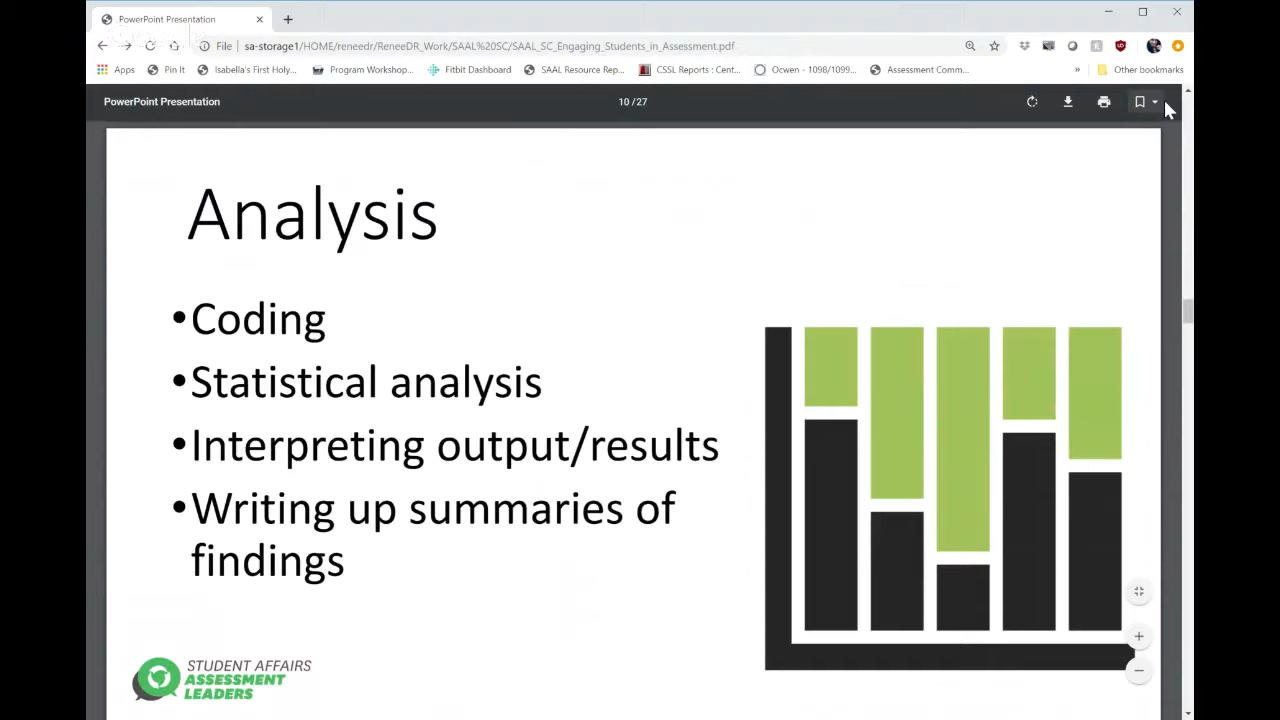 PowerPoint Presentation
File
sa-storage1/HOME/reneedr/ReneeDR_Work/SAAL%20SC/SAAL_SC_Engaging_Students_in_Assessment.pdf
Apps
Pin It
Isabella's First Holy...
Program Workshop...
Fitbit Dashboard
SAAL Resource Rep...
CSSL Reports : Cent...
Ocwen - 1098/1099...
Assessment Comm...
»
Other bookmarks
PowerPoint Presentation
10 / 27
Analysis
•Coding
•Statistical analysis
•Interpreting output/results
•Writing up summaries of
findings
STUDENT AFFAIRS
ASSESSMENT
LEADERS